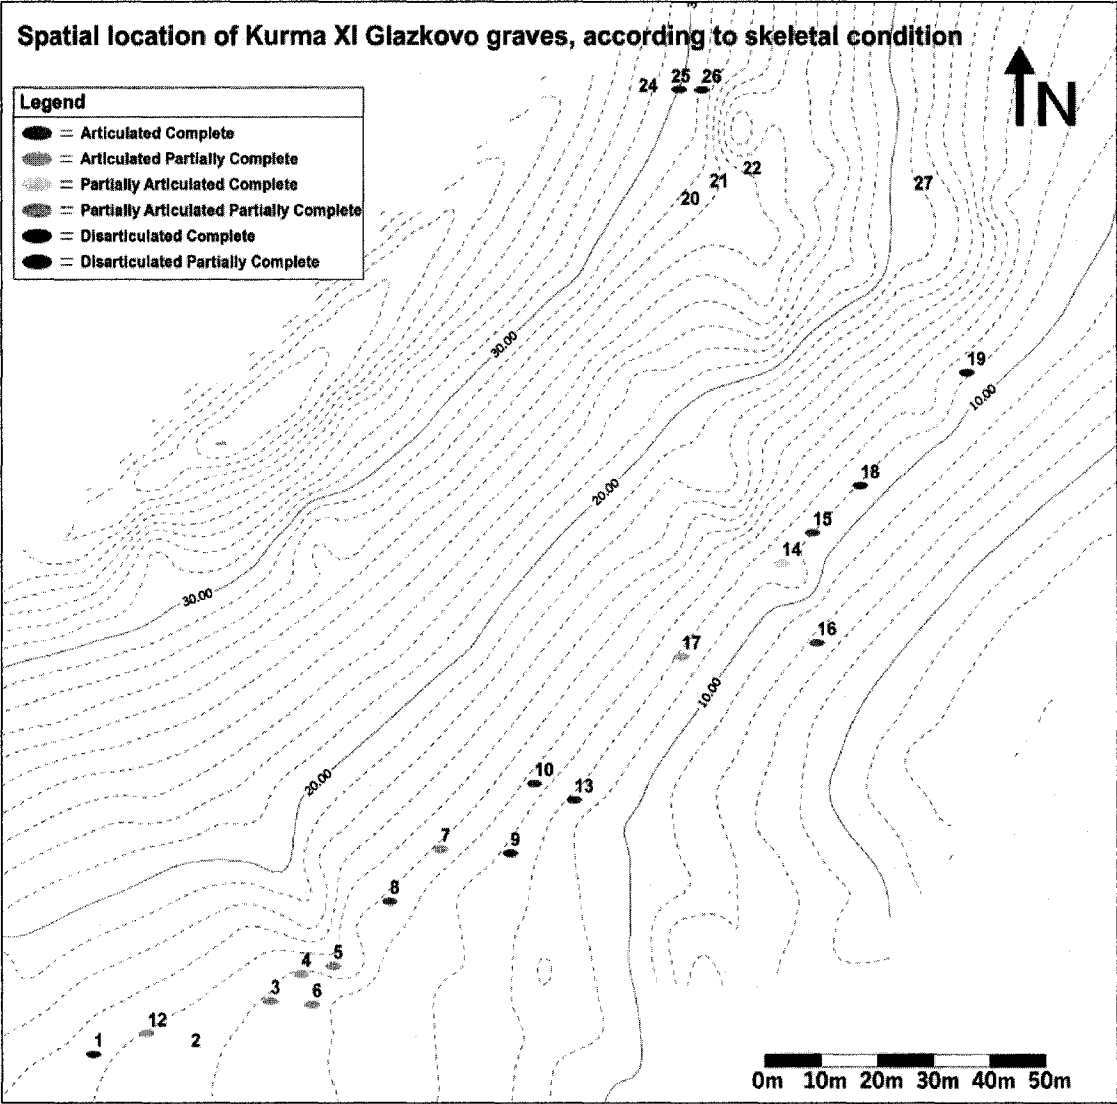 Spatial location of Kurma XI Glazkovo graves, according to skeletal condition
N
Legend
= Articulated Complete
= Articulated Partially Complete
= Partially Articulated Complete
= Partially Articulated Partially Complete
= Disarticulated Complete
= Disarticulated Partially Complete
24 25 26
22
21
20
27
30.00
19
10.00
18
20.00
15
14
30.00
16
17
10.00
10
20.00
13
7
9
8
5
4
3
6
12
2
1
0m 10m 20m 30m 40m 50m